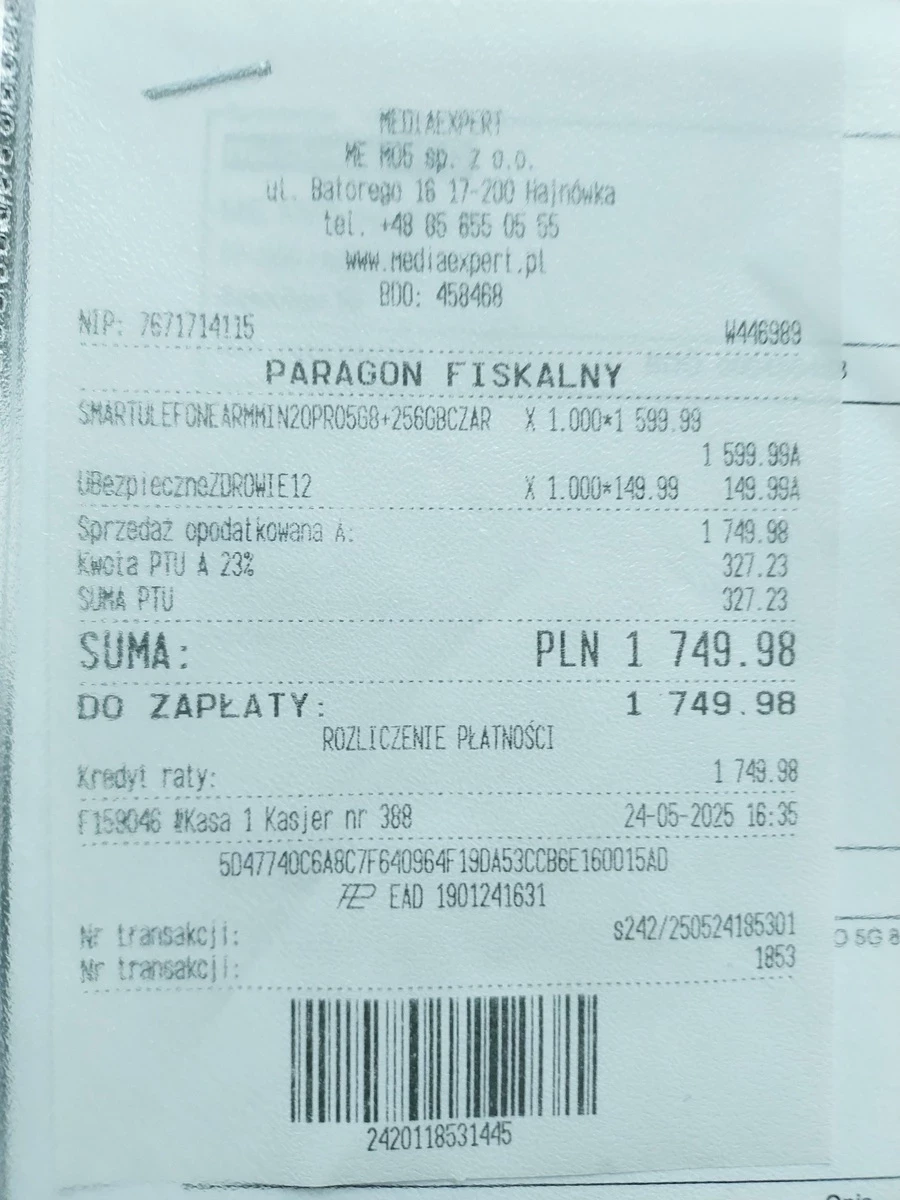 MEDIAEXPERT
ME M05 sp. z o.o.
ul. Batorego 16 17-200 Hajnówka
tel. +48 85 655 05 55
www.mediaexpert.pl
BDO: 458468
NIP: 7671714115 W446989
PARAGON FISKALNY
X 1.000*1 599.99
1 599.99A
UBezpieczneZDROWIE12 X 1.000*149.99 149.99A
Sprzedaż opodatkowana A: 1 749.98
Kwota PTU A 23% 327.23
SUMA PTU 327.23
SUMA: PLN 1 749.98
DO ZAPŁATY: 1 749.98
ROZLICZENIE PŁATNOŚCI
Kredyt raty: 1 749.98
F159046 #Kasa 1 Kasjer nr 388 24-05-2025 16:35
5D47740C6A8C7F640964F19DA53CCB6E160015AD
EAD 1901241631
Nr transakcji: s242/250524185301
Nr transakcji: 1853
2420118531445
O 5G 8